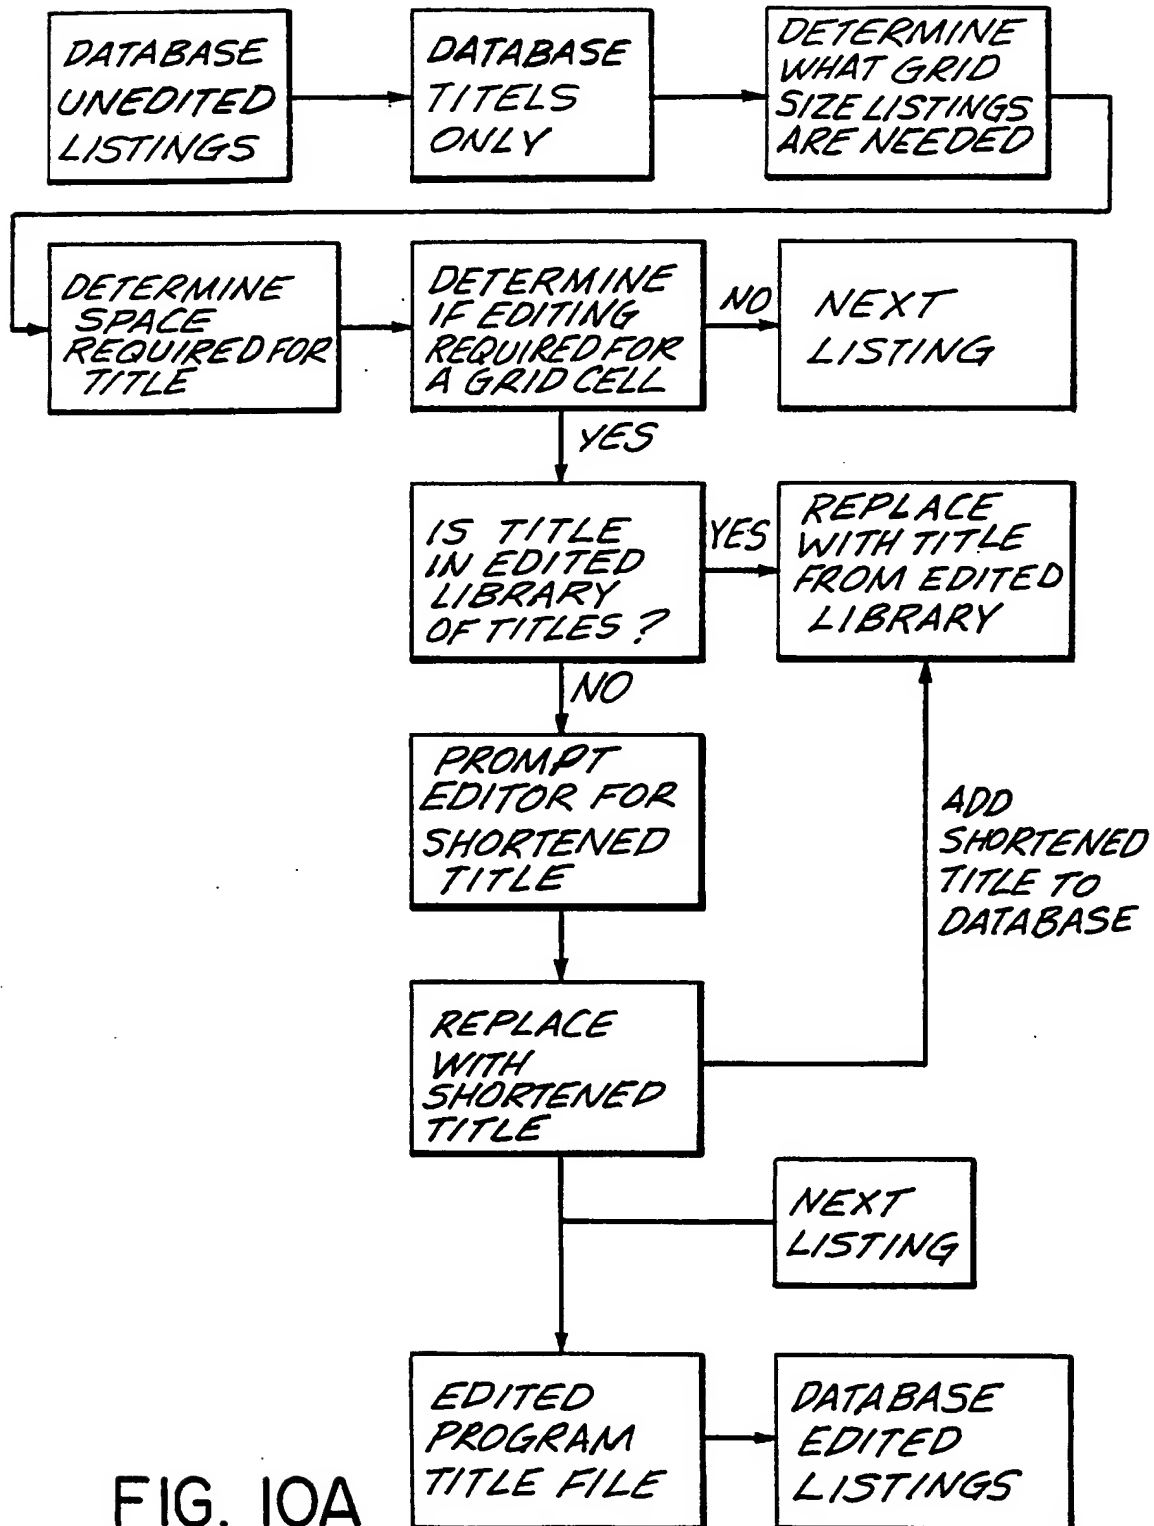 DATABASE
UNEDITED
LISTINGS
DATABASE
TITELS
ONLY
DETERMINE
WHAT GRID
SIZE LISTINGS
ARE NEEDED
DETERMINE
SPACE
REQUIRED FOR
TITLE
DETERMINE
IF EDITING
REQUIRED FOR
A GRID CELL
NO
NEXT
LISTING
YES
IS TITLE
IN EDITED
LIBRARY
OF TITLES?
YES
REPLACE
WITH TITLE
FROM EDITED
LIBRARY
NO
PROMPT
EDITOR FOR
SHORTENED
TITLE
ADD
SHORTENED
TITLE TO
DATABASE
REPLACE
WITH
SHORTENED
TITLE
NEXT
LISTING
EDITED
PROGRAM
TITLE FILE
DATABASE
EDITED
LISTINGS
FIG. 10A